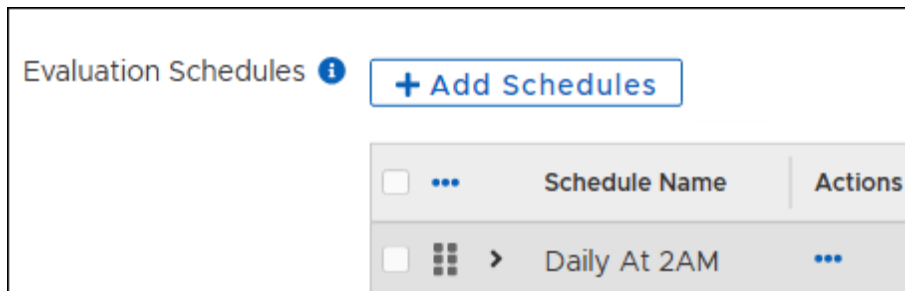 Evaluation Schedules
+ Add Schedules
Schedule Name Actions
Daily At 2AM